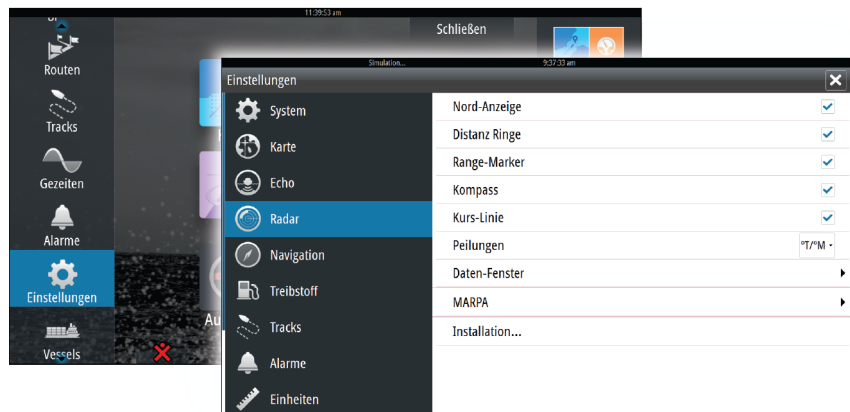 11:39:53 am
Schließen
Routen
Tracks
Gezeiten
Alarme
Einstellungen
Vessels
Au
Simulation...
9:37:33 am
Einstellungen
System
Karte
Echo
Radar
Navigation
Treibstoff
Tracks
Alarme
Einheiten
Nord-Anzeige
Distanz Ringe
Range-Marker
Kompass
Kurs-Linie
Peilungen
°T/°M
Daten-Fenster
MARPA
Installation...